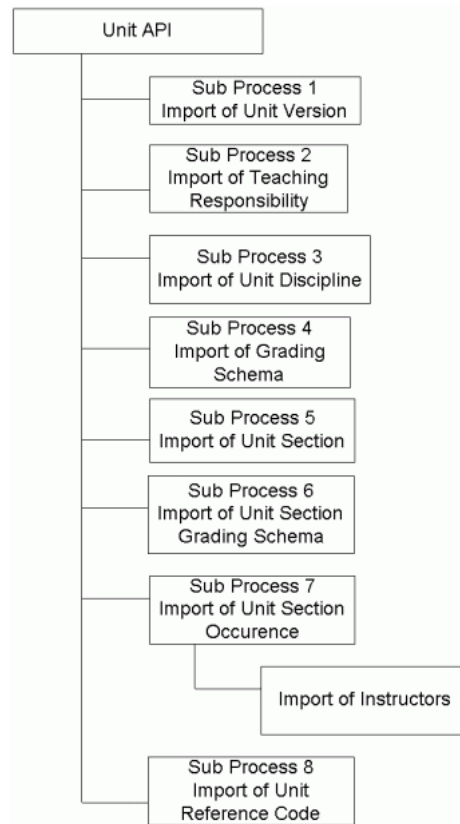 Unit API
Sub Process 1
Import of Unit Version
Sub Process 2
Import of Teaching
Responsibility
Sub Process 3
Import of Unit Discipline
Sub Process 4
Import of Grading
Schema
Sub Process 5
Import of Unit Section
Sub Process 6
Import of Unit Section
Grading Schema
Sub Process 7
Import of Unit Section
Occurence
Import of Instructors
Sub Process 8
Import of Unit
Reference Code